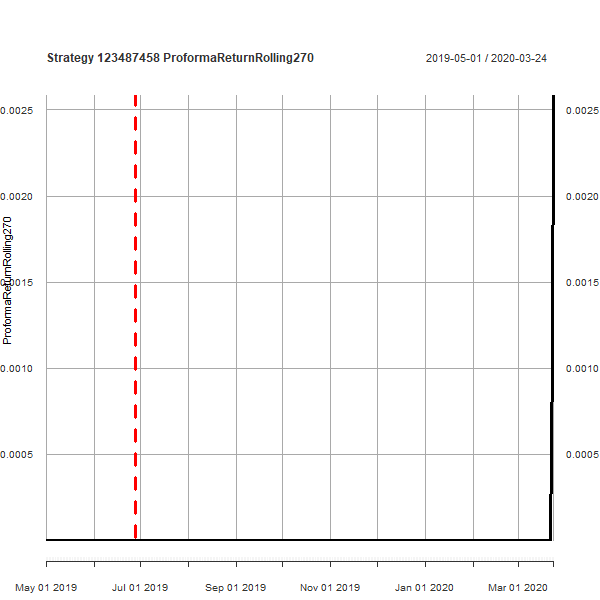 Strategy 123487458 ProformaReturnRolling270
2019-05-01 / 2020-03-24
0.0025
0.0025
0.0020
0.0020
ProformaReturnRolling270
0.0015
0.0015
0.0010
0.0010
0.0005
0.0005
May 01 2019
Jul 01 2019
Sep 01 2019
Nov 01 2019
Jan 01 2020
Mar 01 2020